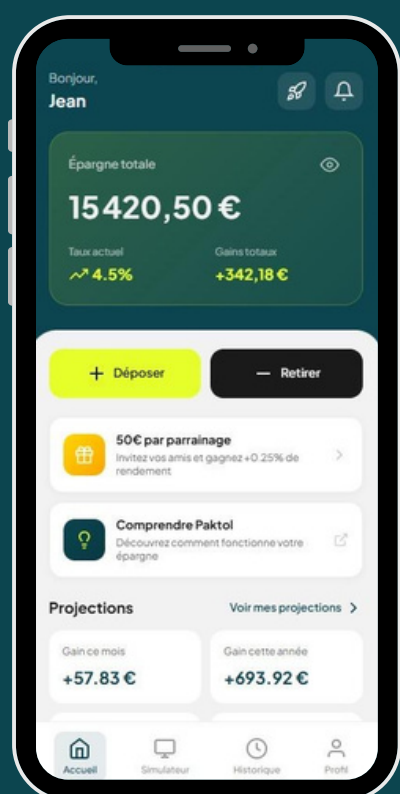 Bonjour,
Jean
Épargne totale
15 420,50 €
Taux actuel
Gains totaux
4.5%
+342,18 €
+ Déposer
— Retirer
50€ par parrainage
Invitez vos amis et gagnez +0.25% de
rendement
Comprendre Paktol
Découvrez comment fonctionne votre
épargne
Projections
Voir mes projections >
Gain ce mois
Gain cette année
+57.83 €
+693.92 €
Accueil
Simulateur
Historique
Profil